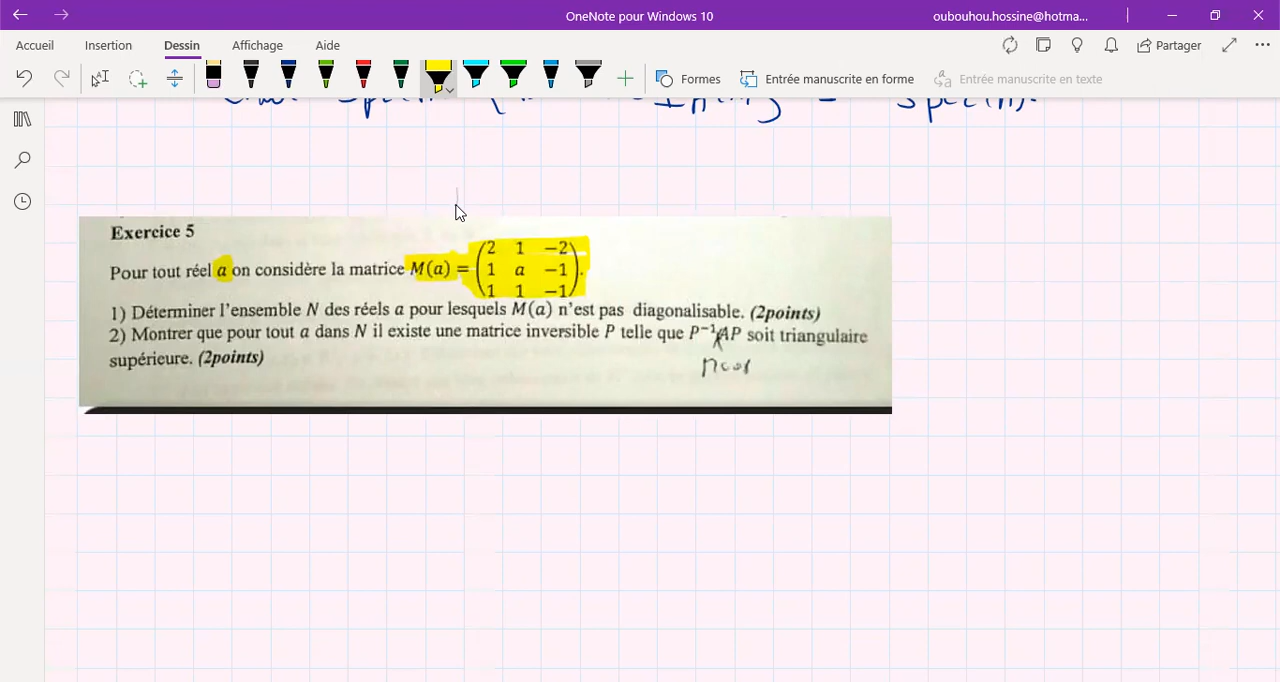 OneNote pour Windows 10
oubouhou.hossine@hotma...
Accueil Insertion Dessin Affichage Aide
Partager
Formes Entrée manuscrite en forme Entrée manuscrite en texte
Exercice 5
Pour tout réel a on considère la matrice M(a) = (2 1 −2
1 a −1
1 1 −1).
1) Déterminer l'ensemble N des réels a pour lesquels M(a) n'est pas diagonalisable. (2points)
2) Montrer que pour tout a dans N il existe une matrice inversible P telle que P⁻¹AP soit triangulaire
supérieure. (2points)